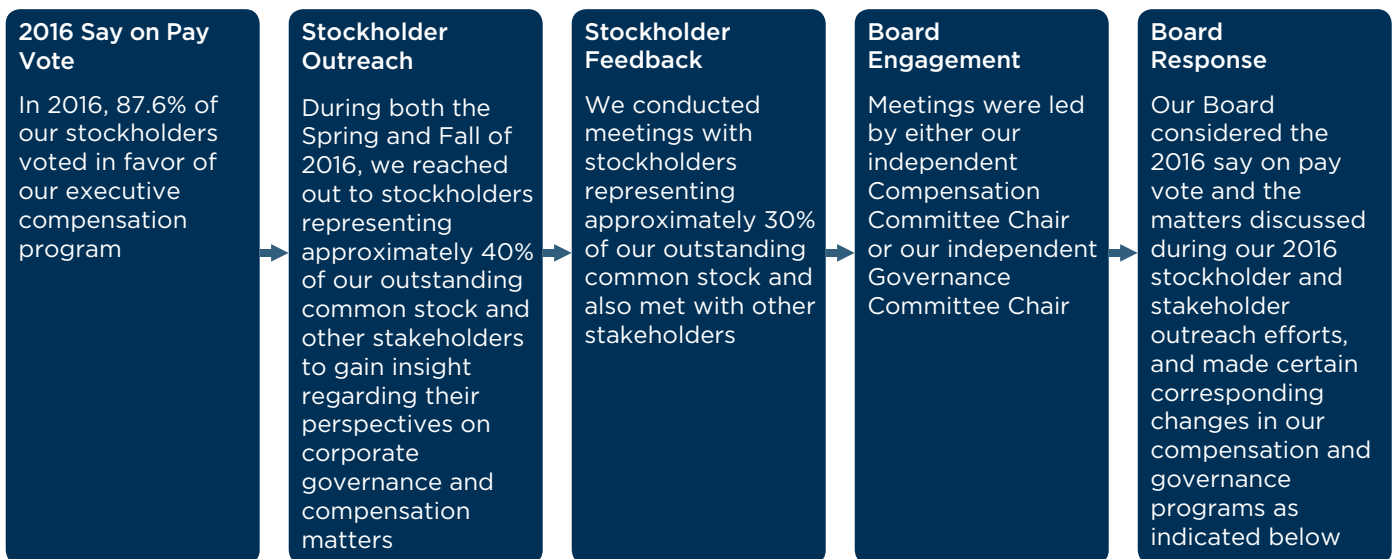 2016 Say on Pay
Vote
In 2016, 87.6% of
our stockholders
voted in favor of
our executive
compensation
program
Stockholder
Outreach
During both the
Spring and Fall of
2016, we reached
out to stockholders
representing
approximately 40%
of our outstanding
common stock and
other stakeholders
to gain insight
regarding their
perspectives on
corporate
governance and
compensation
matters
Stockholder
Feedback
We conducted
meetings with
stockholders
representing
approximately 30%
of our outstanding
common stock and
also met with other
stakeholders
Board
Engagement
Meetings were led
by either our
independent
Compensation
Committee Chair
or our independent
Governance
Committee Chair
Board
Response
Our Board
considered the
2016 say on pay
vote and the
matters discussed
during our 2016
stockholder and
stakeholder
outreach efforts,
and made certain
corresponding
changes in our
compensation and
governance
programs as
indicated below